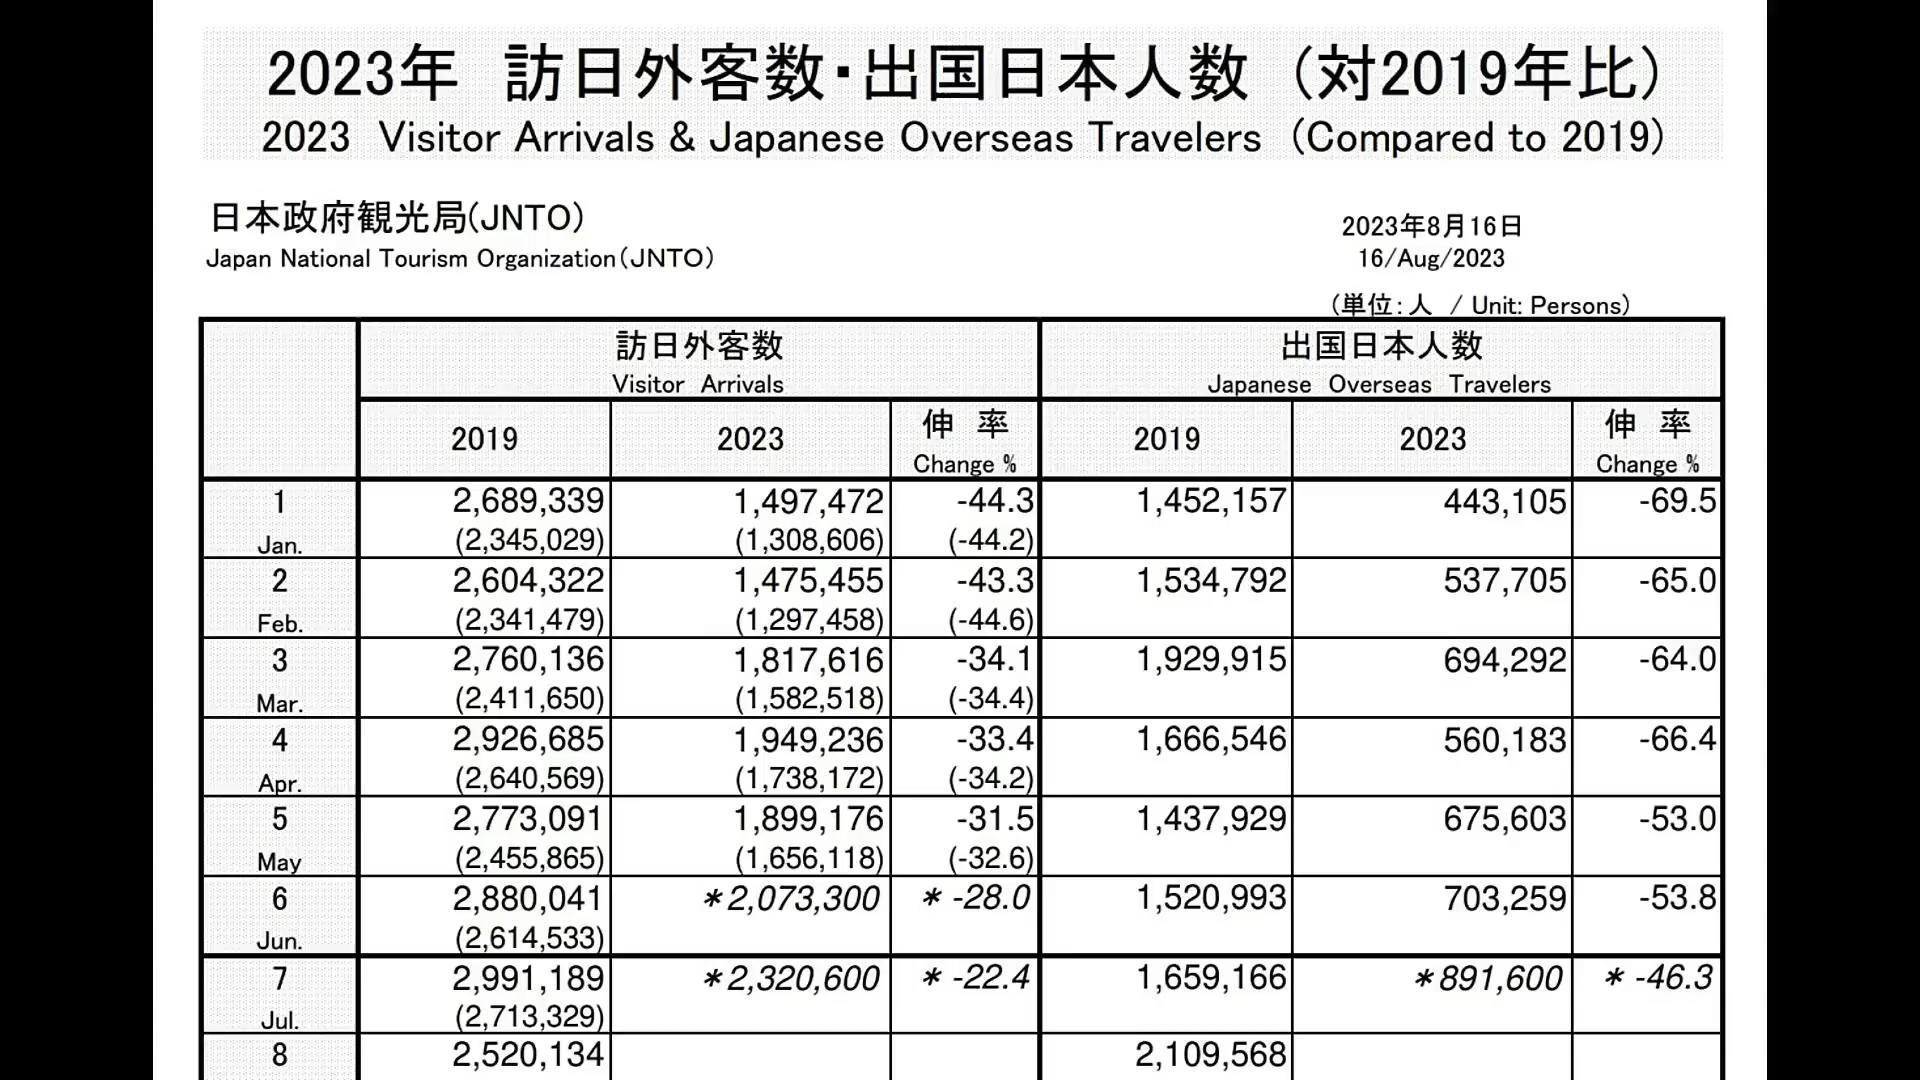 2023年 訪日外客数・出国日本人数 （対2019年比）
2023 Visitor Arrivals & Japanese Overseas Travelers (Compared to 2019)
日本政府観光局(JNTO)
Japan National Tourism Organization(JNTO)
2023年8月16日
16/Aug/2023
（単位：人 / Unit: Persons）
訪日外客数 出国日本人数
Visitor Arrivals Japanese Overseas Travelers
2019 2023 伸 率 2019 2023 伸 率
Change % Change %
1 2,689,339 1,497,472 -44.3 1,452,157 443,105 -69.5
Jan. (2,345,029) (1,308,606) (-44.2)
2 2,604,322 1,475,455 -43.3 1,534,792 537,705 -65.0
Feb. (2,341,479) (1,297,458) (-44.6)
3 2,760,136 1,817,616 -34.1 1,929,915 694,292 -64.0
Mar. (2,411,650) (1,582,518) (-34.4)
4 2,926,685 1,949,236 -33.4 1,666,546 560,183 -66.4
Apr. (2,640,569) (1,738,172) (-34.2)
5 2,773,091 1,899,176 -31.5 1,437,929 675,603 -53.0
May (2,455,865) (1,656,118) (-32.6)
6 2,880,041 *2,073,300 * -28.0 1,520,993 703,259 -53.8
Jun. (2,614,533)
7 2,991,189 *2,320,600 * -22.4 1,659,166 *891,600 * -46.3
Jul. (2,713,329)
8 2,520,134 2,109,568